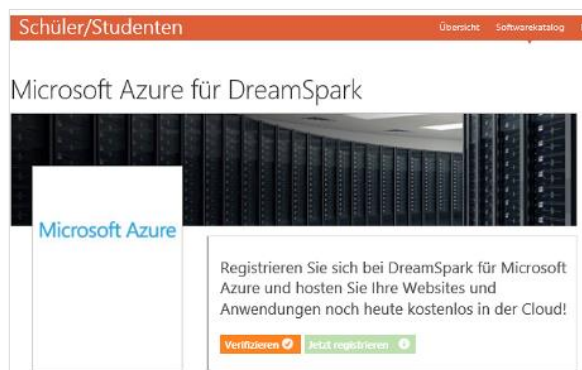 Schüler/Studenten
Übersicht Softwarekatalog
Microsoft Azure für DreamSpark
Microsoft Azure
Registrieren Sie sich bei DreamSpark für Microsoft
Azure und hosten Sie Ihre Websites und
Anwendungen noch heute kostenlos in der Cloud!
Verifizieren Jetzt registrieren